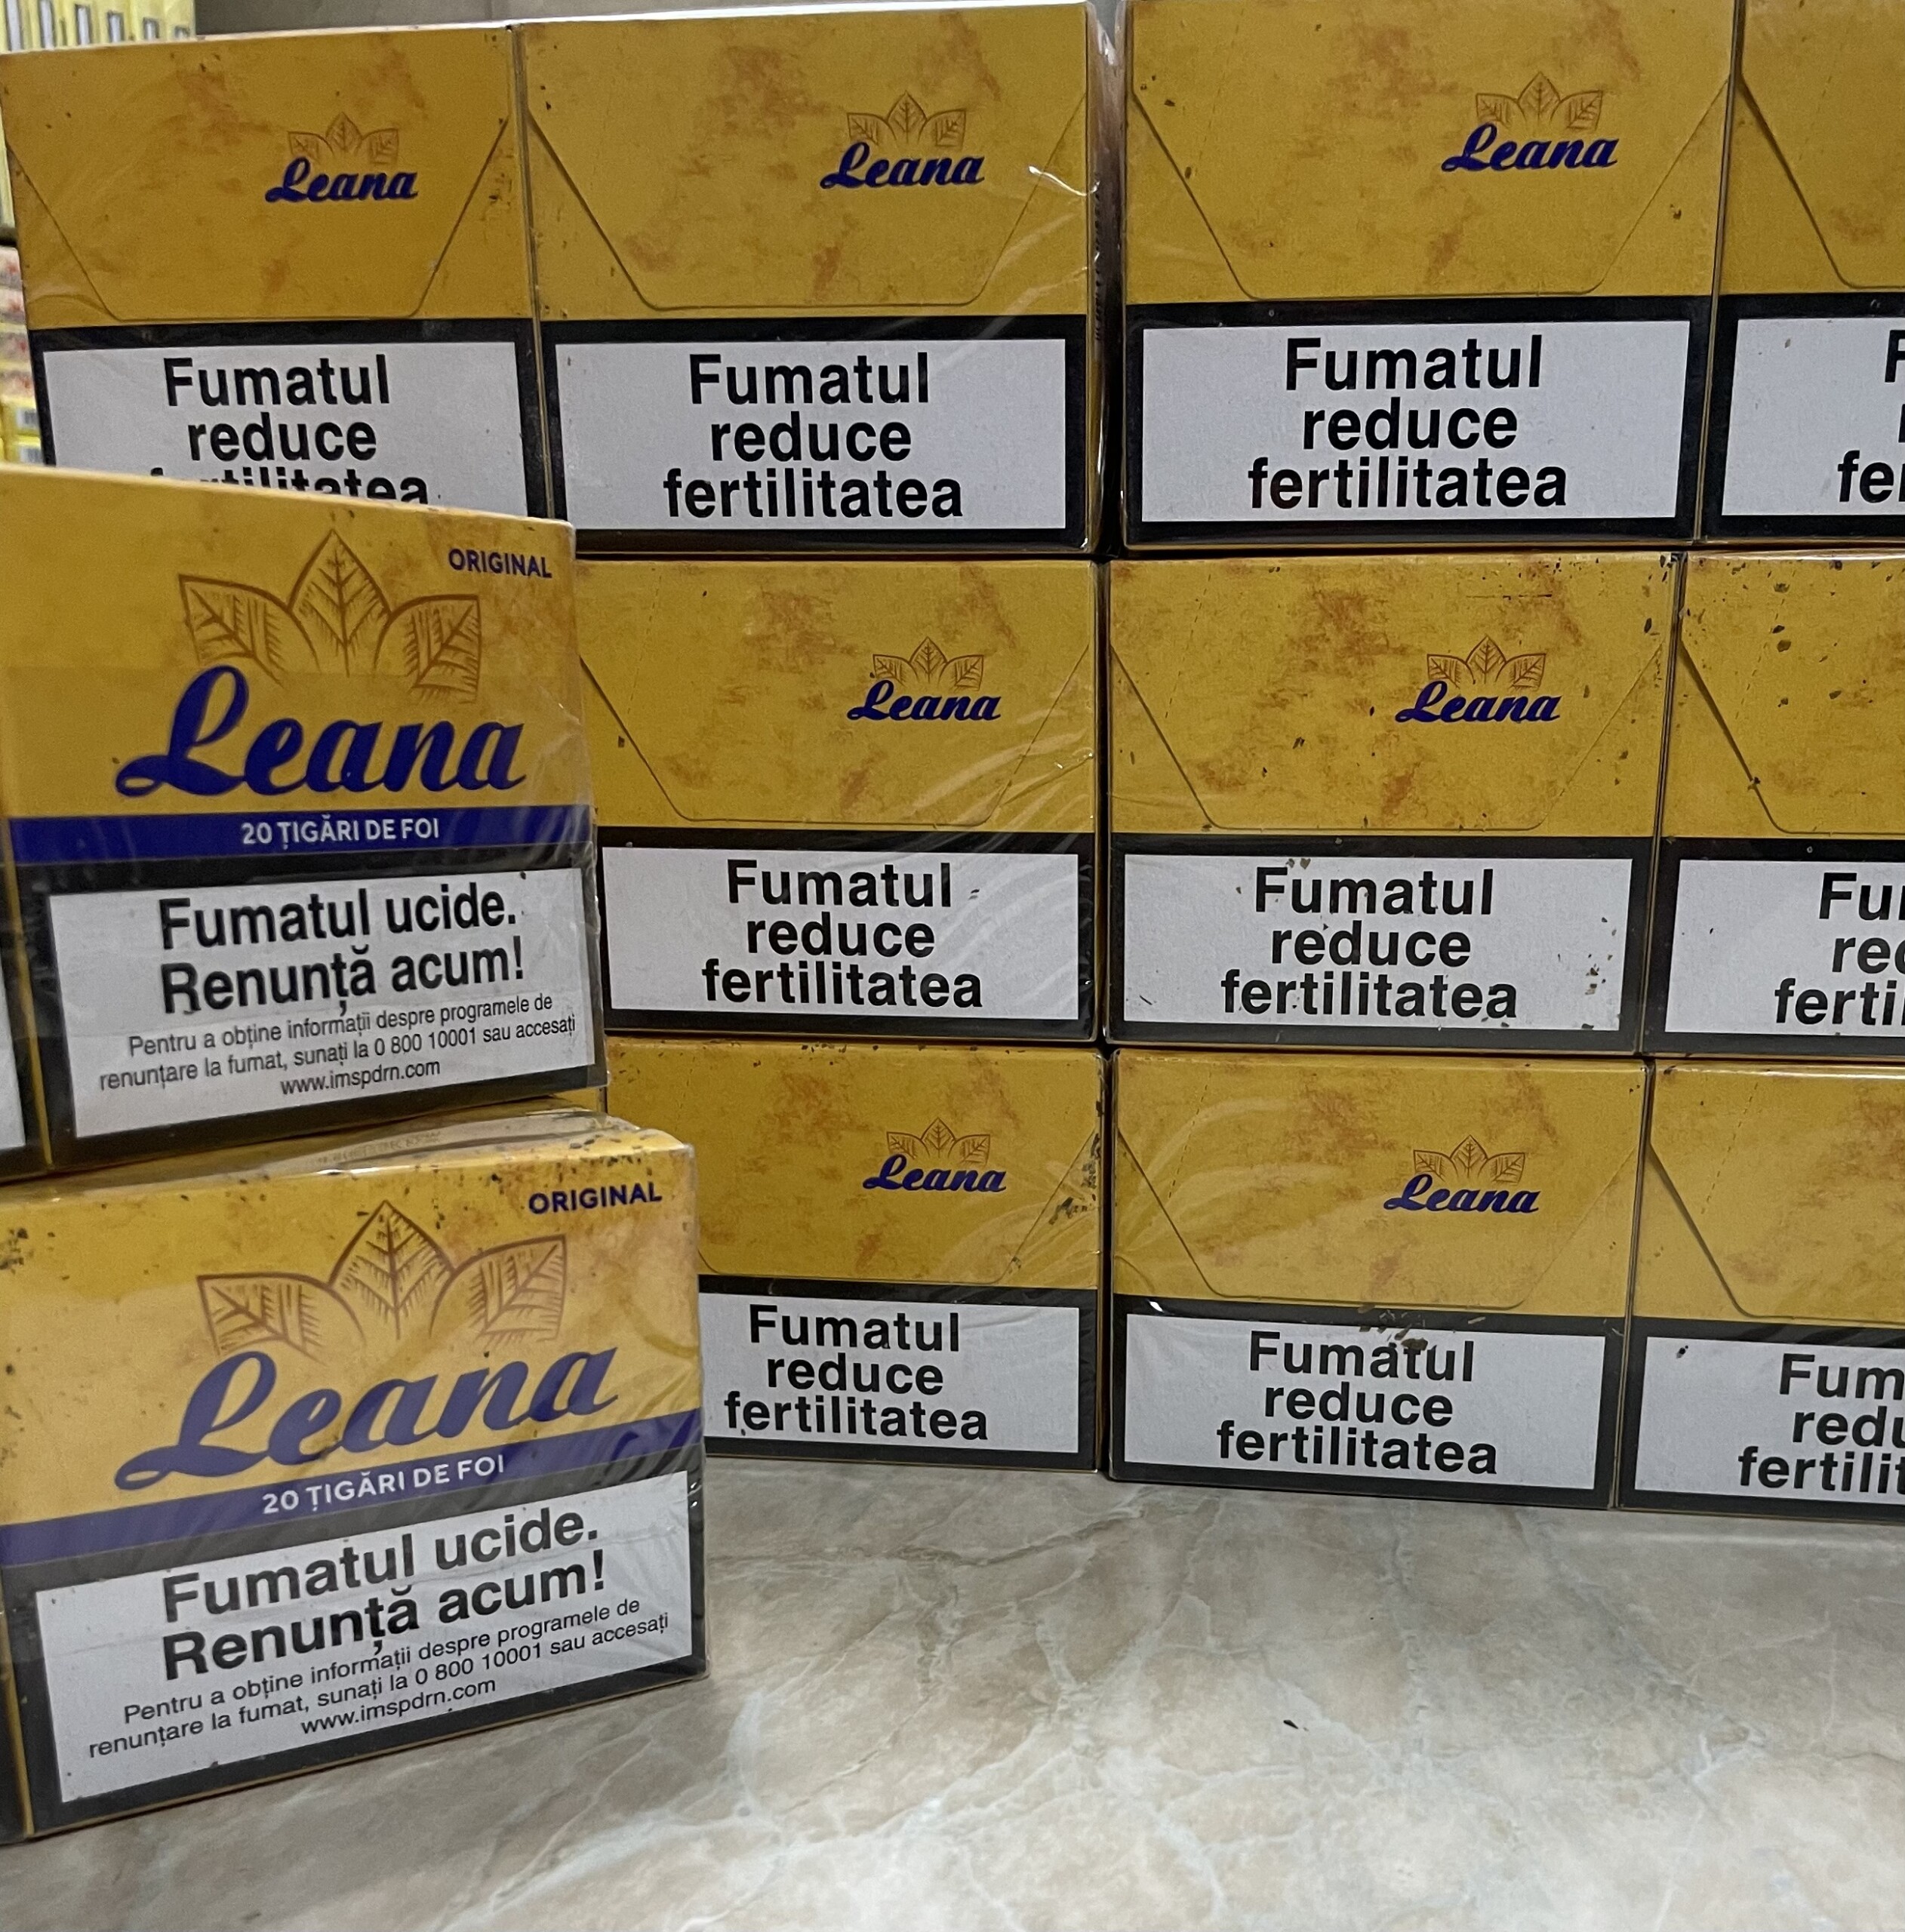 Leana
Leana
Leana
Fumatul
reduce
fertilitatea
Fumatul
reduce
fertilitatea
Fumatul
reduce
fertilitatea
ORIGINAL
Leana
20 ȚIGĂRI DE FOI
Fumatul ucide.
Renunță acum!
Pentru a obține informații despre programele de
renunțare la fumat, sunați la 0 800 10001 sau accesați
www.imspdrn.com
Leana
Leana
Fumatul
reduce
fertilitatea
Fumatul
reduce
fertilitatea
Leana
Leana
Fumatul
reduce
fertilitatea
Fumatul
reduce
fertilitatea
ORIGINAL
Leana
20 ȚIGĂRI DE FOI
Fumatul ucide.
Renunță acum!
Pentru a obține informații despre programele de
renunțare la fumat, sunați la 0 800 10001 sau accesați
www.imspdrn.com